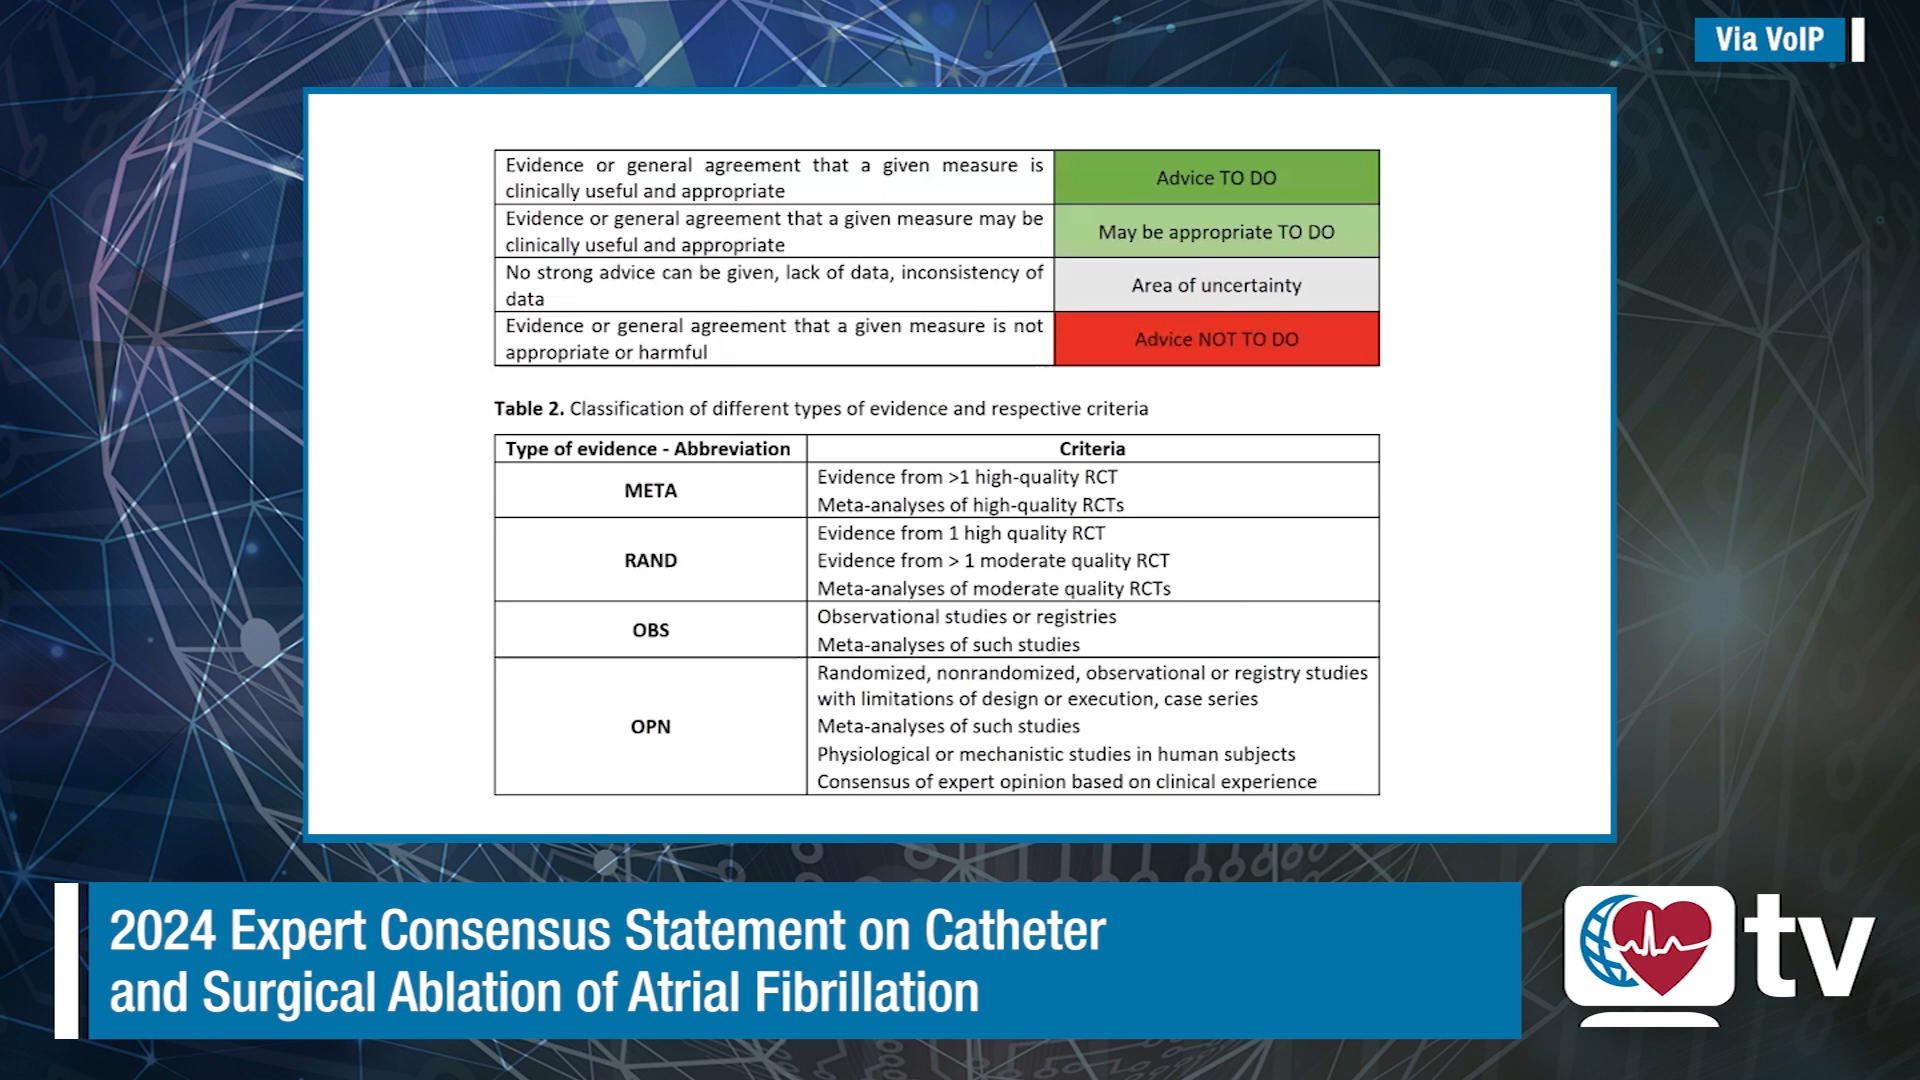 Via VoIP
Evidence or general agreement that a given measure is
clinically useful and appropriate
Advice TO DO
Evidence or general agreement that a given measure may be
clinically useful and appropriate
May be appropriate TO DO
No strong advice can be given, lack of data, inconsistency of
data
Area of uncertainty
Evidence or general agreement that a given measure is not
appropriate or harmful
Advice NOT TO DO
Table 2. Classification of different types of evidence and respective criteria
Type of evidence - Abbreviation
Criteria
META
Evidence from >1 high-quality RCT
Meta-analyses of high-quality RCTs
RAND
Evidence from 1 high quality RCT
Evidence from > 1 moderate quality RCT
Meta-analyses of moderate quality RCTs
OBS
Observational studies or registries
Meta-analyses of such studies
OPN
Randomized, nonrandomized, observational or registry studies
with limitations of design or execution, case series
Meta-analyses of such studies
Physiological or mechanistic studies in human subjects
Consensus of expert opinion based on clinical experience
2024 Expert Consensus Statement on Catheter
and Surgical Ablation of Atrial Fibrillation
tv